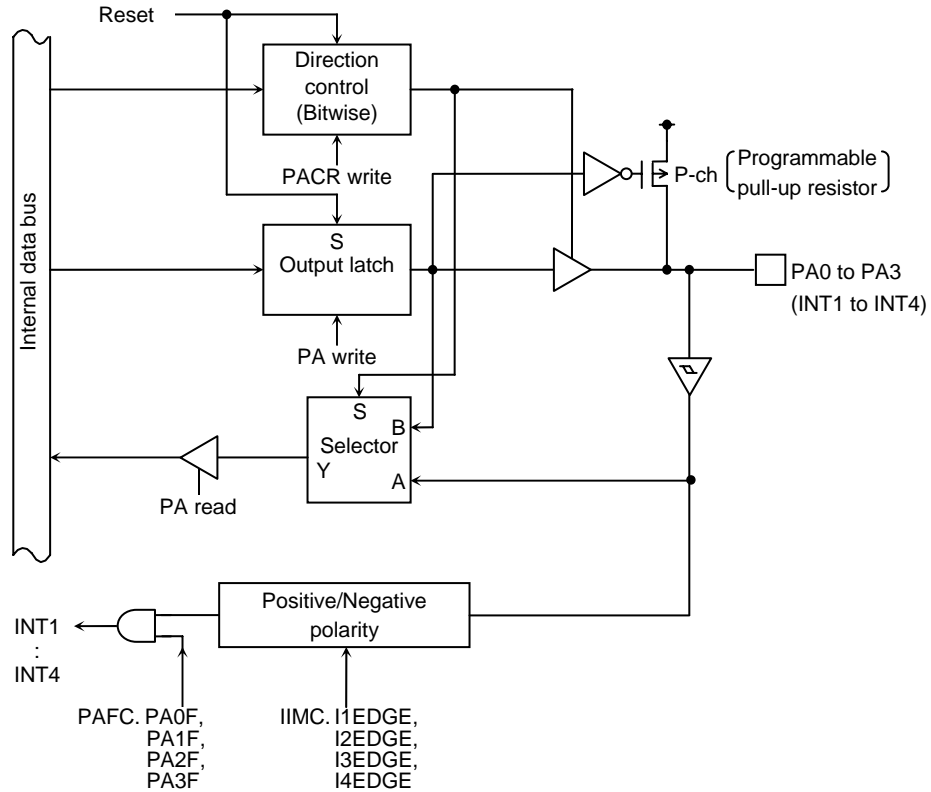 Reset
Direction
control
(Bitwise)
PACR write
P-ch
Programmable
pull-up resistor
Internal data bus
S
Output latch
PA write
PA0 to PA3
(INT1 to INT4)
S
B
Selector
Y
A
PA read
Positive/Negative
polarity
INT1
:
INT4
PAFC. PA0F,
PA1F,
PA2F,
PA3F
IIMC. I1EDGE,
I2EDGE,
I3EDGE,
I4EDGE